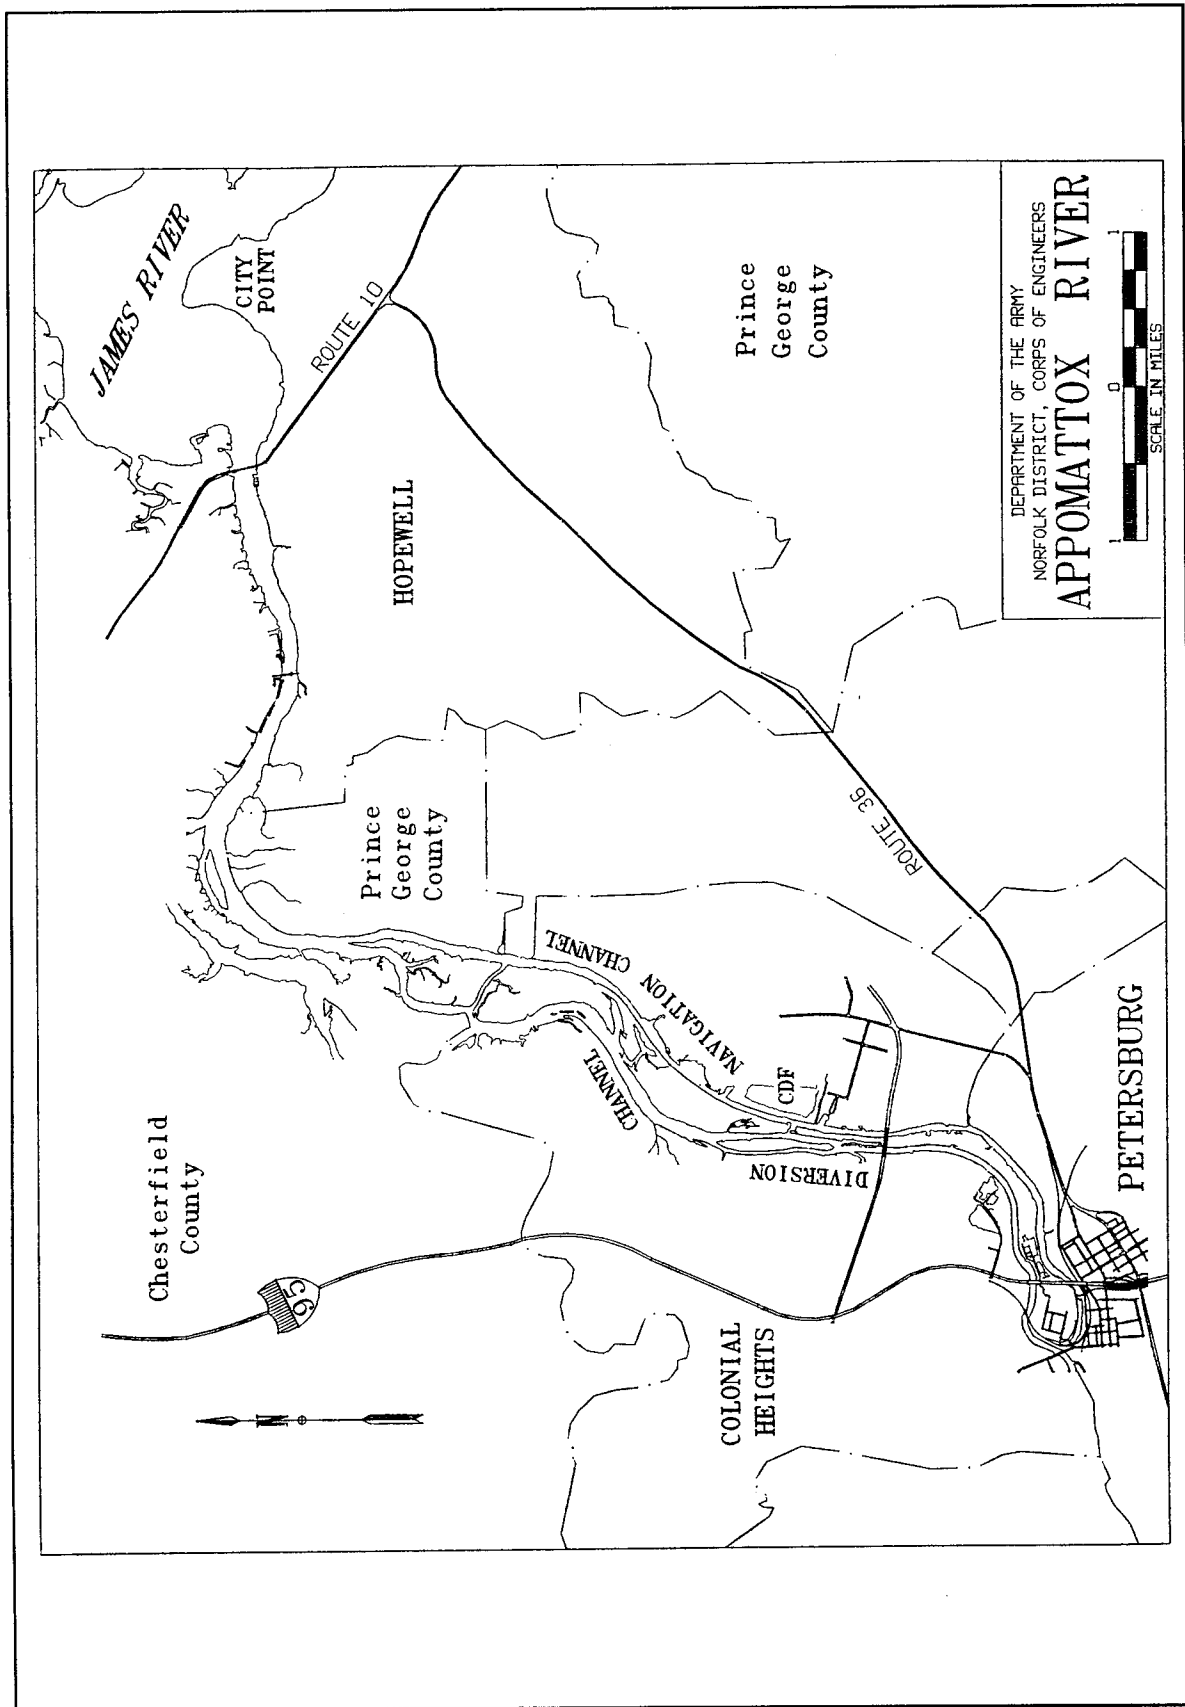 JAMES RIVER
CITY
POINT
ROUTE 10
HOPEWELL
Prince
George
County
Prince
George
County
ROUTE 36
NAVIGATION CHANNEL
CDF
DIVERSION CHANNEL
Chesterfield
County
95
N
COLONIAL
HEIGHTS
PETERSBURG
DEPARTMENT OF THE ARMY
NORFOLK DISTRICT, CORPS OF ENGINEERS
APPOMATTOX RIVER
1 0 1
SCALE IN MILES